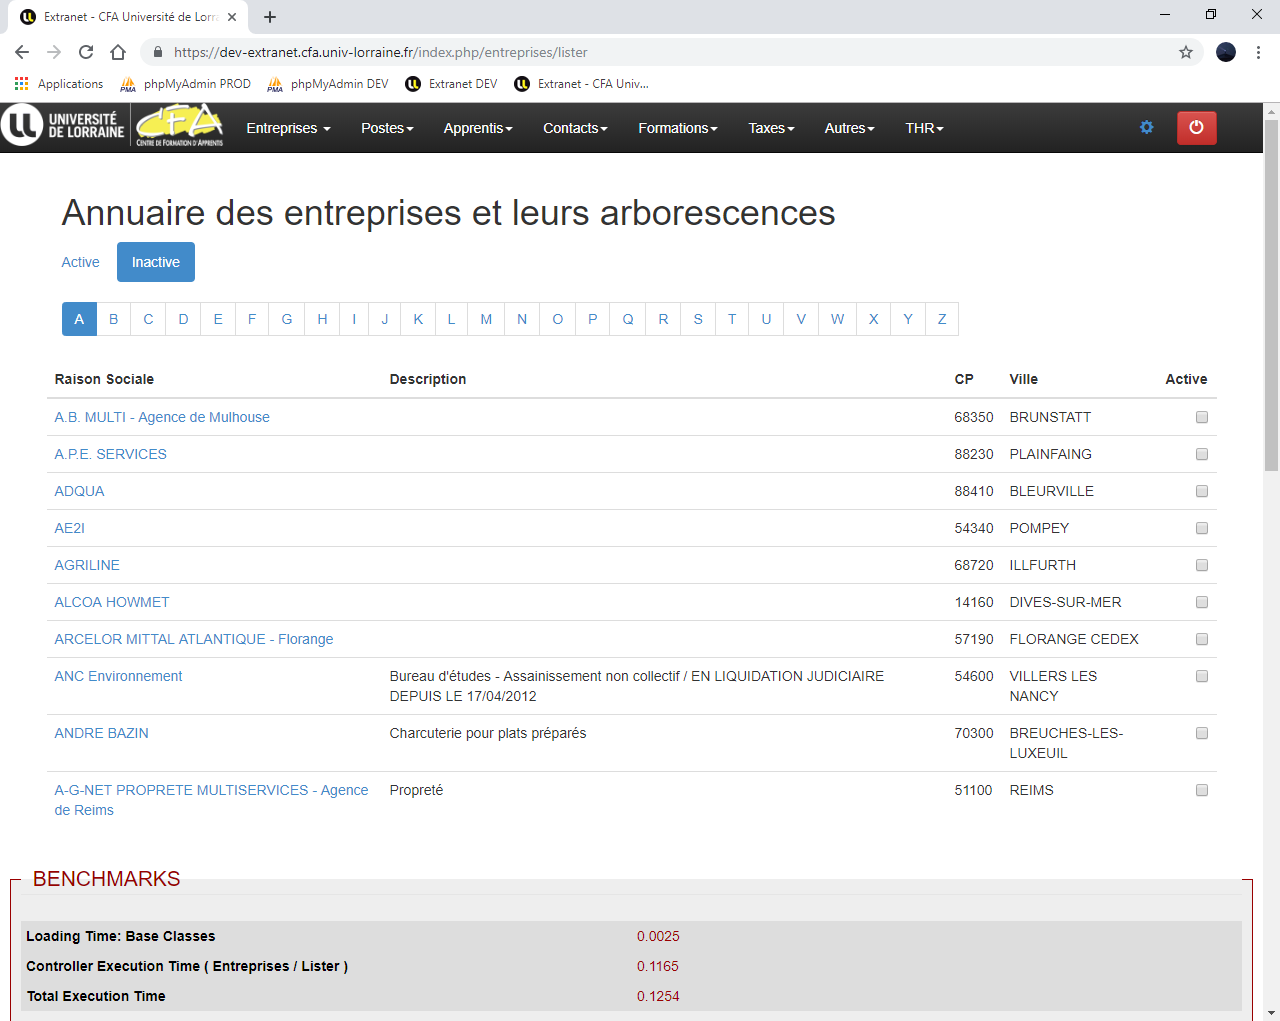 Extranet - CFA Université de Lorra
https://dev-extranet.cfa.univ-lorraine.fr/index.php/entreprises/lister
Applications phpMyAdmin PROD phpMyAdmin DEV Extranet DEV Extranet - CFA Univ...
UNIVERSITÉ
DE LORRAINE
CFA
CENTRE DE FORMATION D'APPRENTIS
Entreprises Postes Apprentis Contacts Formations Taxes Autres THR
Annuaire des entreprises et leurs arborescences
Active Inactive
A B C D E F G H I J K L M N O P Q R S T U V W X Y Z
Raison Sociale Description CP Ville Active
A.B. MULTI - Agence de Mulhouse 68350 BRUNSTATT
A.P.E. SERVICES 88230 PLAINFAING
ADQUA 88410 BLEURVILLE
AE2I 54340 POMPEY
AGRILINE 68720 ILLFURTH
ALCOA HOWMET 14160 DIVES-SUR-MER
ARCELOR MITTAL ATLANTIQUE - Florange 57190 FLORANGE CEDEX
ANC Environnement Bureau d'études - Assainissement non collectif / EN LIQUIDATION JUDICIAIRE 54600 VILLERS LES
DEPUIS LE 17/04/2012 NANCY
ANDRE BAZIN Charcuterie pour plats préparés 70300 BREUCHES-LES-
LUXEUIL
A-G-NET PROPRETE MULTISERVICES - Agence Propreté 51100 REIMS
de Reims
BENCHMARKS
Loading Time: Base Classes 0.0025
Controller Execution Time ( Entreprises / Lister ) 0.1165
Total Execution Time 0.1254